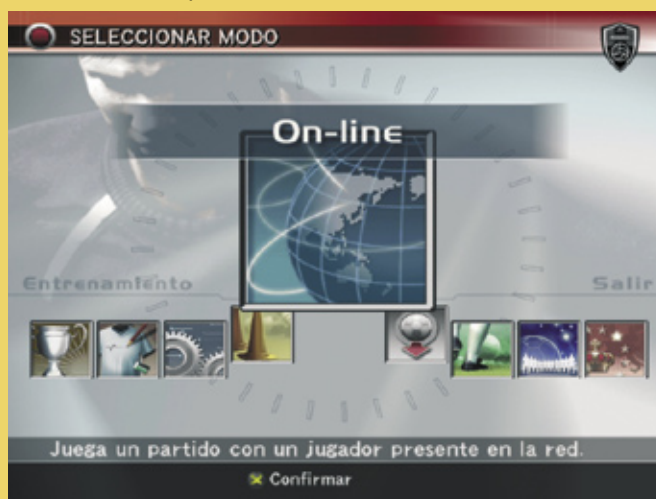 SELECCIONAR MODO
On-line
Entrenamiento
Salir
Juega un partido con un jugador presente en la red.
Confirmar